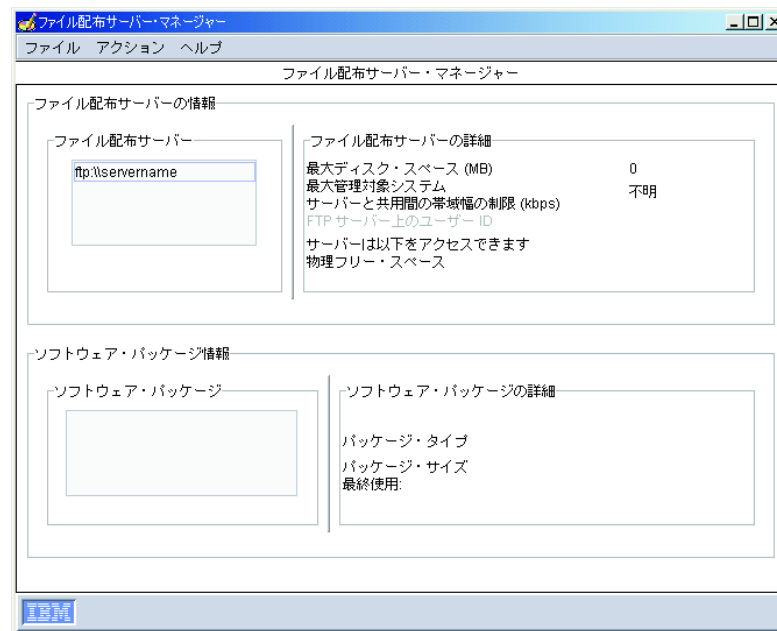 ファイル配布サーバー・マネージャー
ファイル アクション ヘルプ
ファイル配布サーバー・マネージャー
ファイル配布サーバーの情報
ファイル配布サーバー
ftp:\\servername
ファイル配布サーバーの詳細
最大ディスク・スペース (MB) 0
最大管理対象システム 不明
サーバーと共用間の帯域幅の制限 (kbps)
FTP サーバー上のユーザー ID
サーバーは以下をアクセスできます
物理フリー・スペース
ソフトウェア・パッケージ情報
ソフトウェア・パッケージ
ソフトウェア・パッケージの詳細
パッケージ・タイプ
パッケージ・サイズ
最終使用:
IBM